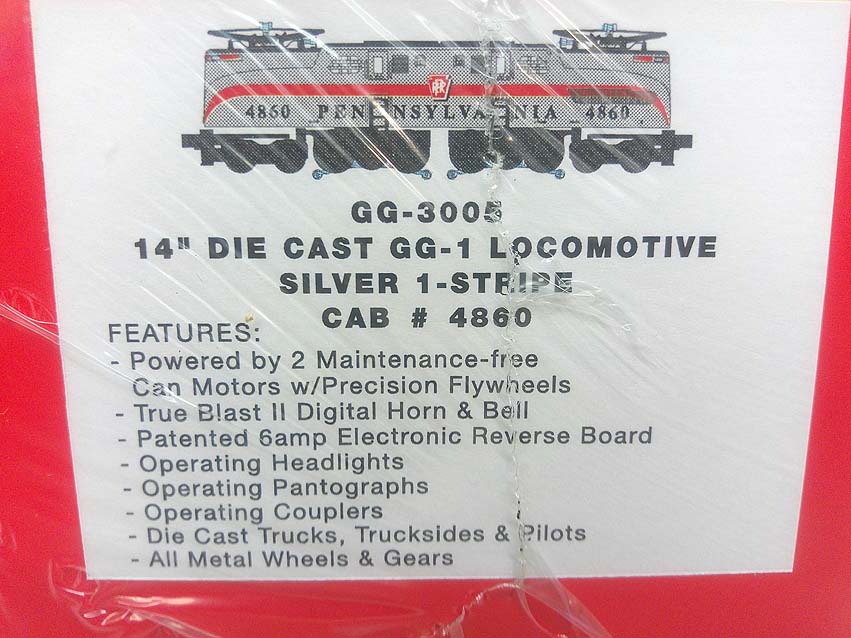 PRR
4860 PENNSYLVANIA 4860
GG-3005
14" DIE CAST GG-1 LOCOMOTIVE
SILVER 1-STRIPE
CAB # 4860
FEATURES:
- Powered by 2 Maintenance-free
Can Motors w/Precision Flywheels
- True Blast II Digital Horn & Bell
- Patented 6amp Electronic Reverse Board
- Operating Headlights
- Operating Pantographs
- Operating Couplers
- Die Cast Trucks, Trucksides & Pilots
- All Metal Wheels & Gears